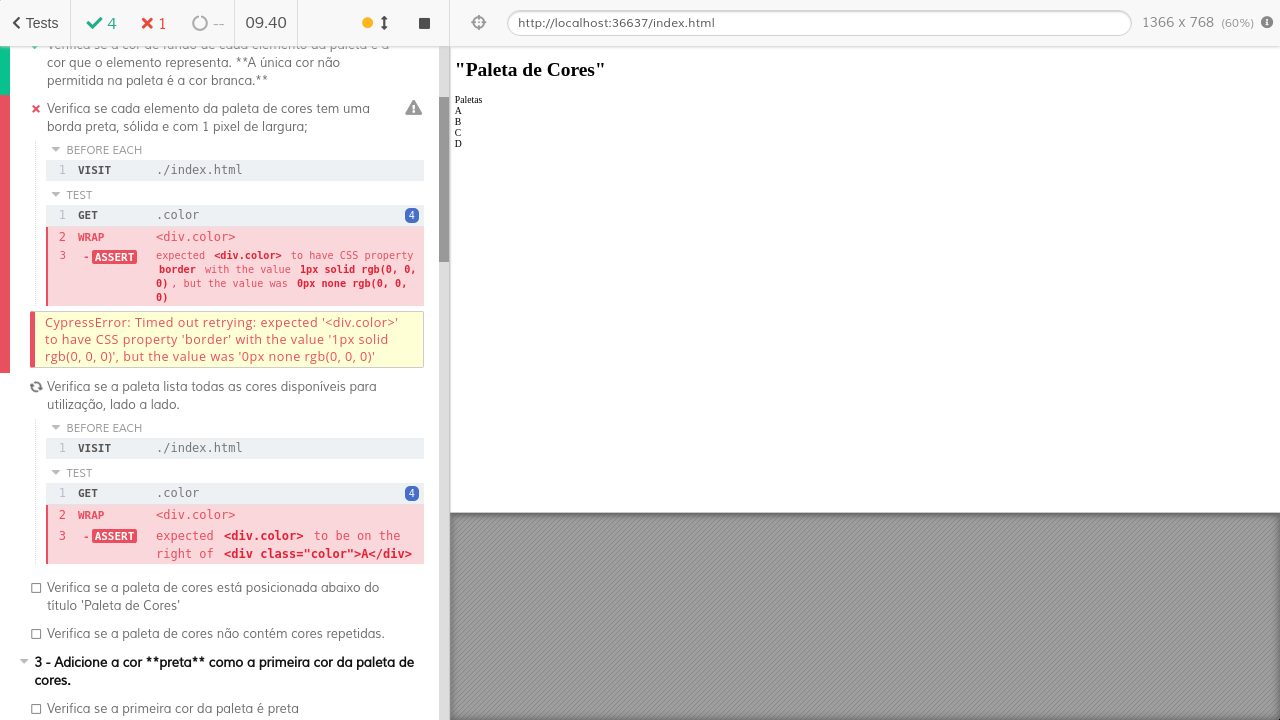 Tests
4
1
--
09.40
http://localhost:36637/index.html
1366 x 768 (60%)
Verifica se a cor de fundo de cada elemento da paleta é a
cor que o elemento representa. **A única cor não
permitida na paleta é a cor branca.**
Verifica se cada elemento da paleta de cores tem uma
borda preta, sólida e com 1 pixel de largura;
BEFORE EACH
1 VISIT ./index.html
TEST
1 GET .color 4
2 WRAP <div.color>
3 - ASSERT expected <div.color> to have CSS property
border with the value 1px solid rgb(0, 0,
0) , but the value was 0px none rgb(0, 0,
0)
CypressError: Timed out retrying: expected '<div.color>'
to have CSS property 'border' with the value '1px solid
rgb(0, 0, 0)', but the value was '0px none rgb(0, 0, 0)'
Verifica se a paleta lista todas as cores disponíveis para
utilização, lado a lado.
BEFORE EACH
1 VISIT ./index.html
TEST
1 GET .color 4
2 WRAP <div.color>
3 - ASSERT expected <div.color> to be on the
right of <div class="color">A</div>
Verifica se a paleta de cores está posicionada abaixo do
título 'Paleta de Cores'
Verifica se a paleta de cores não contém cores repetidas.
3 - Adicione a cor **preta** como a primeira cor da paleta de
cores.
Verifica se a primeira cor da paleta é preta
"Paleta de Cores"
Paletas
A
B
C
D